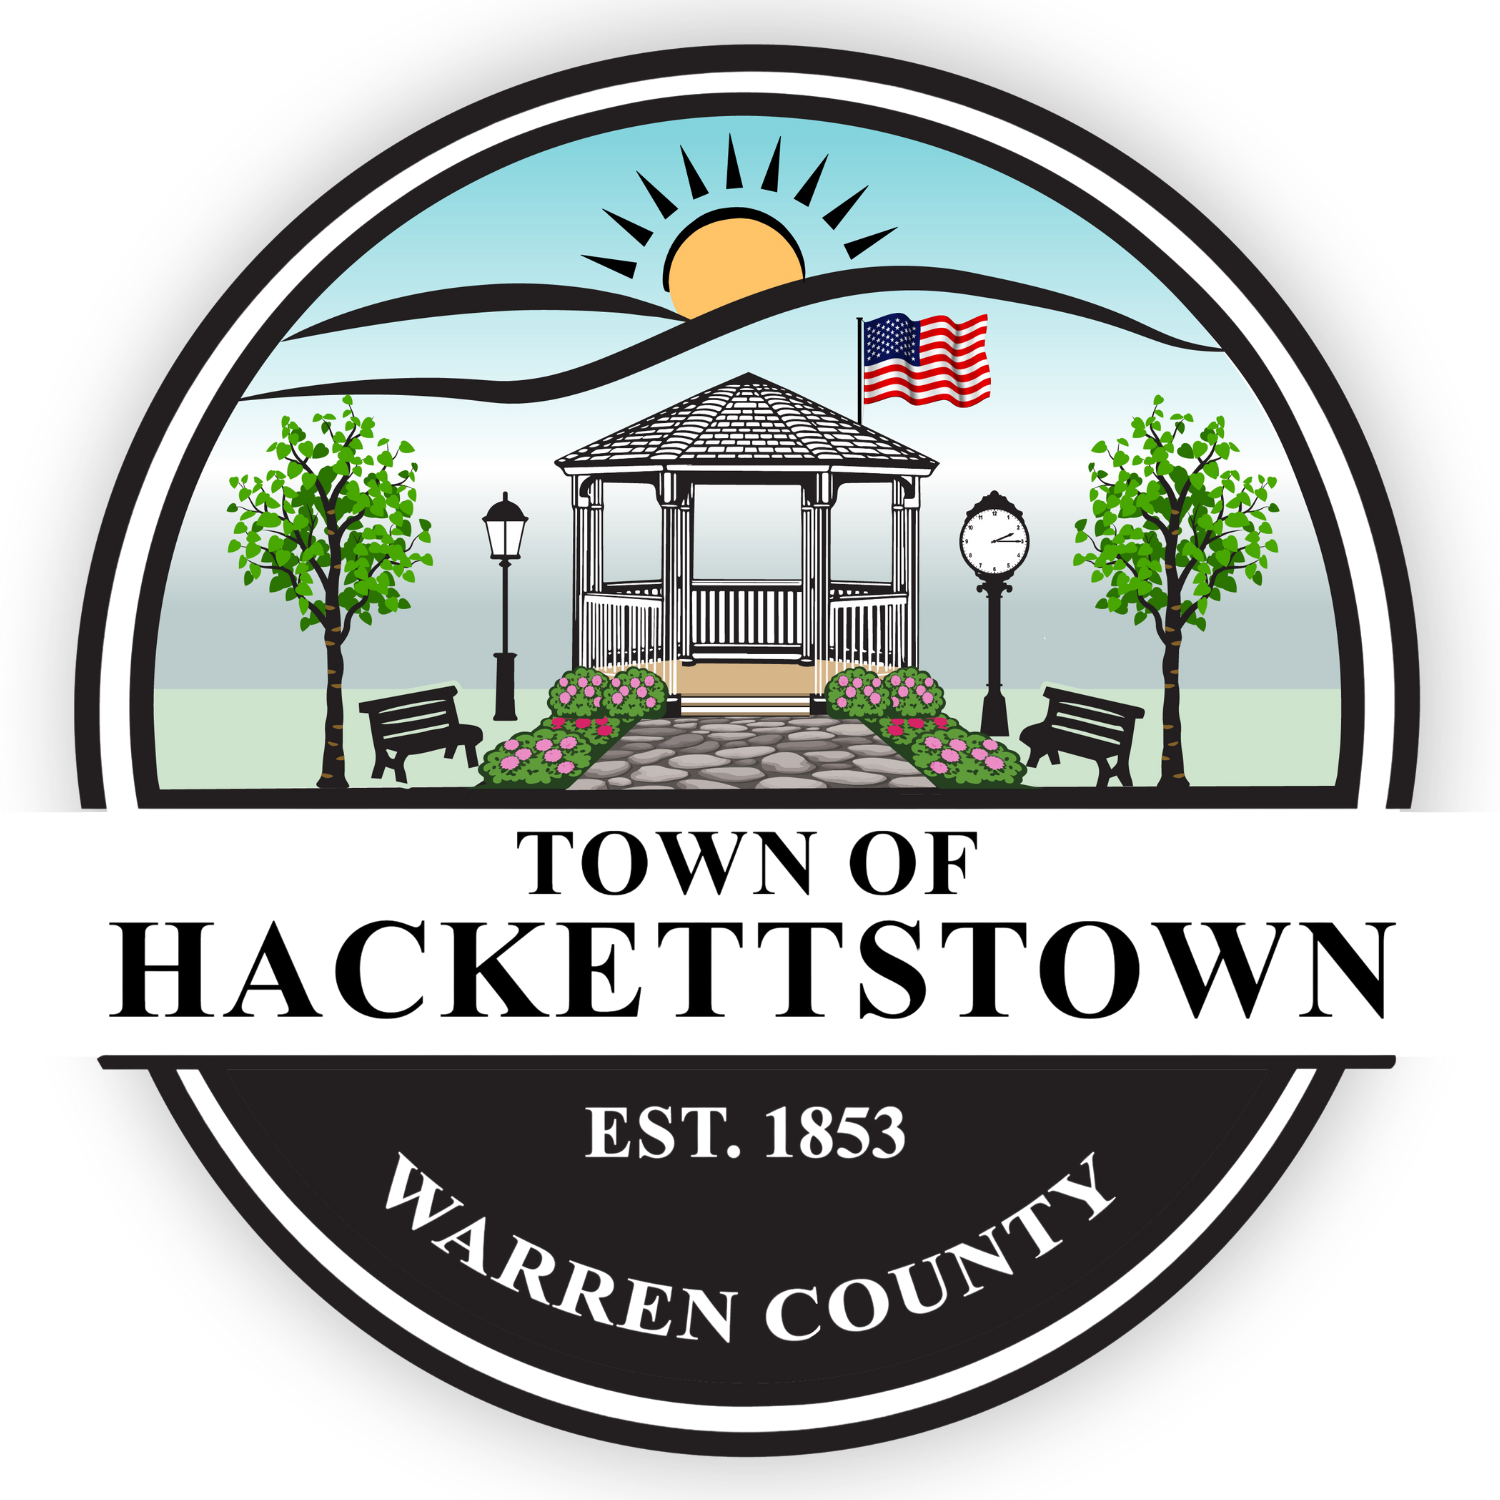 TOWN OF
HACKETTSTOWN
EST. 1853
WARREN COUNTY